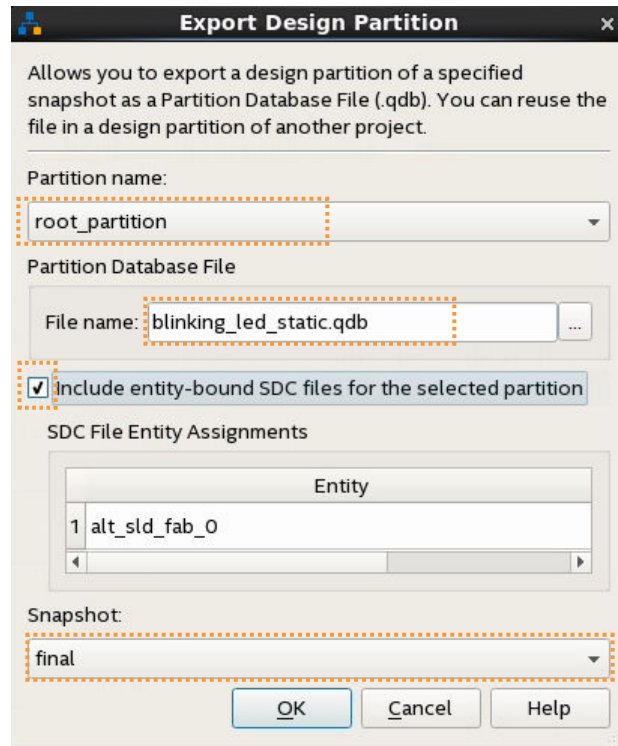 Export Design Partition
Allows you to export a design partition of a specified
snapshot as a Partition Database File (.qdb). You can reuse the
file in a design partition of another project.
Partition name:
root_partition
Partition Database File
File name: blinking_led_static.qdb ...
Include entity-bound SDC files for the selected partition
SDC File Entity Assignments
Entity
1 alt_sld_fab_0
Snapshot:
final
OK Cancel Help